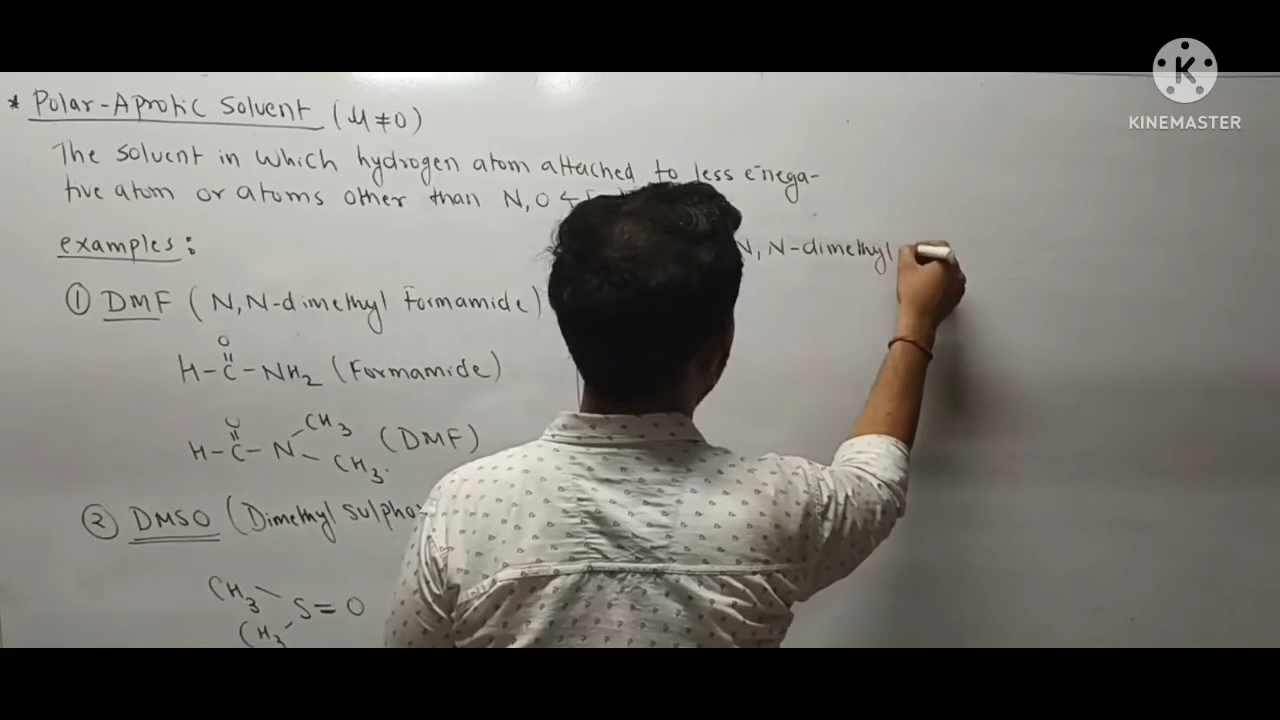 * Polar-Aprotic Solvent (μ≠0)
The solvent in which hydrogen atom attached to less e⁻nega-
tive atom or atoms other than N, O &
examples:
① DMF (N,N-dimethyl Formamide)
O
H-C-NH₂ (Formamide)
O
CH₃
H-C-N (DMF)
CH₃
② DMSO (Dimethyl
CH₃
S=O
CH₃
N, N-dimethyl
KINEMASTER